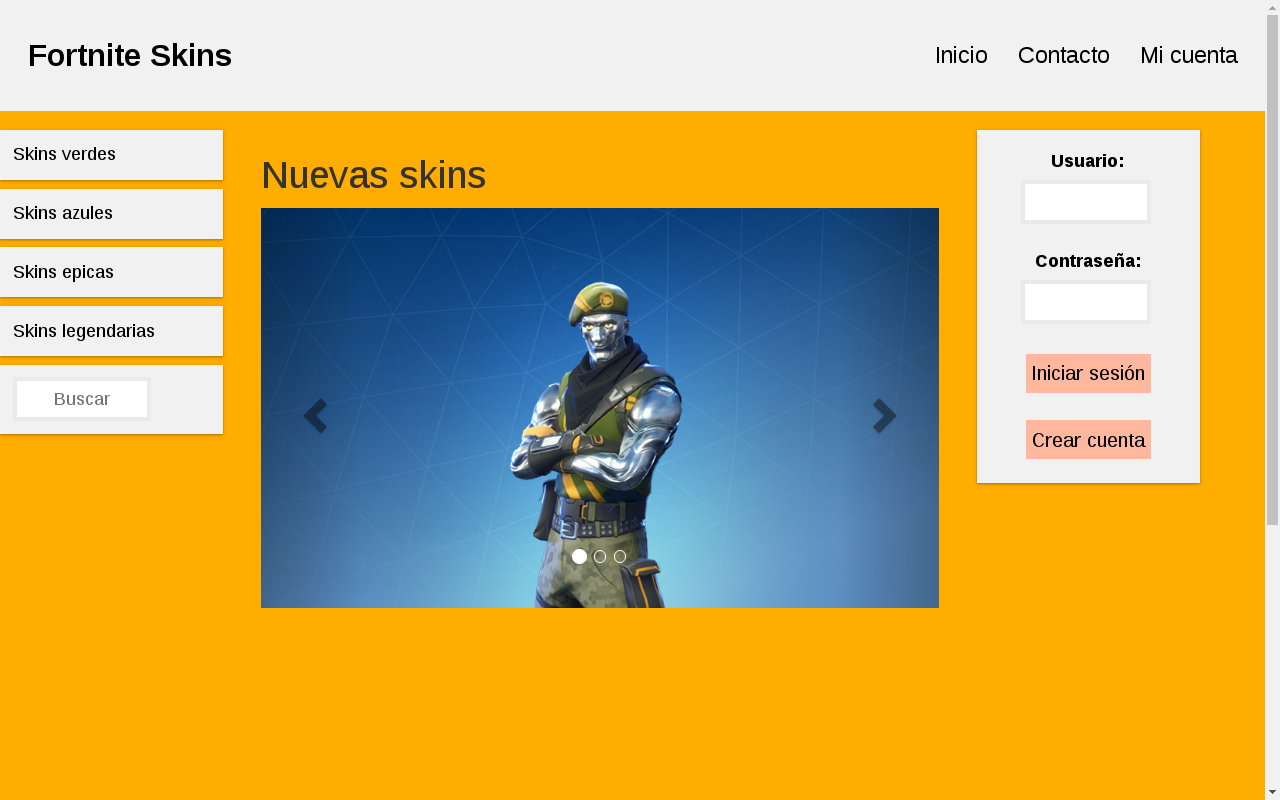 Fortnite Skins
Inicio Contacto Mi cuenta
Skins verdes
Skins azules
Skins epicas
Skins legendarias
Buscar
Nuevas skins
Usuario:
Contraseña:
Iniciar sesión
Crear cuenta